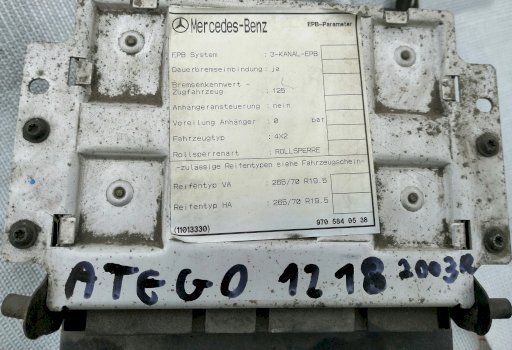 Mercedes-Benz EPB-Parameter
EPB System : 3-KANAL-EPB
Dauerbremseinbindung : ja
Bremsenkennwert -
Zugfahrzeug : 125
Anhängeransteuerung : nein
Voreilung Anhänger : 0 bar
Fahrzeugtyp : 4X2
Rollsperrenart : ROLLSPERRE
-zulässige Reifentypen siehe Fahrzeugschein-
Reifentyp VA : 265/70 R19.5
Reifentyp HA : 265/70 R19.5
(11013330) 970 584 05 28
ATEGO 1218 2003R